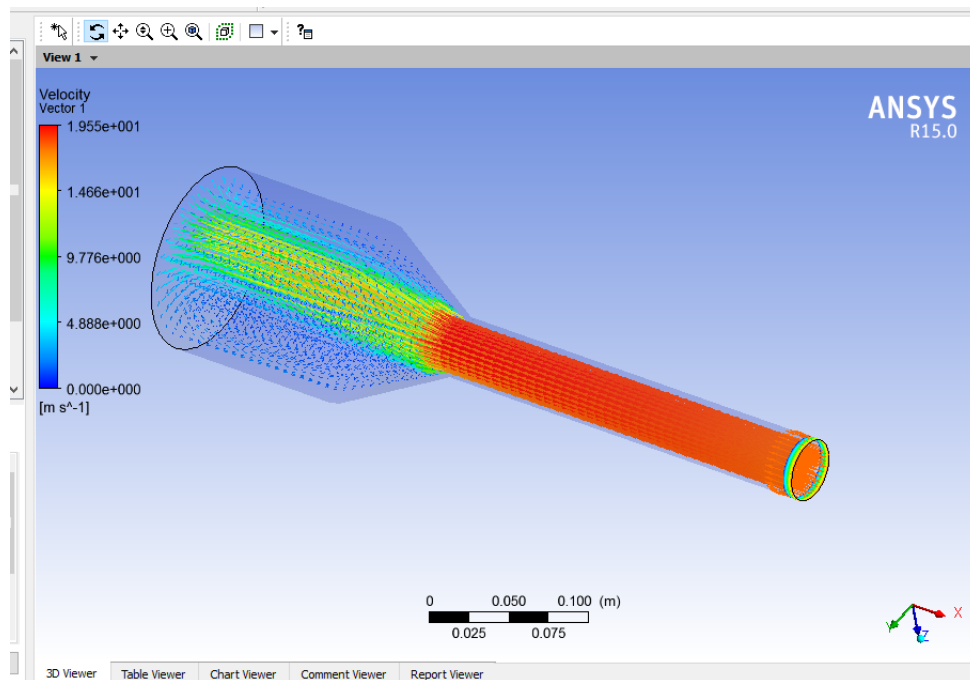 View 1
Velocity
Vector 1
1.955e+001
1.466e+001
9.776e+000
4.888e+000
0.000e+000
[m s^-1]
ANSYS
R15.0
0 0.050 0.100 (m)
0.025 0.075
X
Y
Z
3D Viewer Table Viewer Chart Viewer Comment Viewer Report Viewer